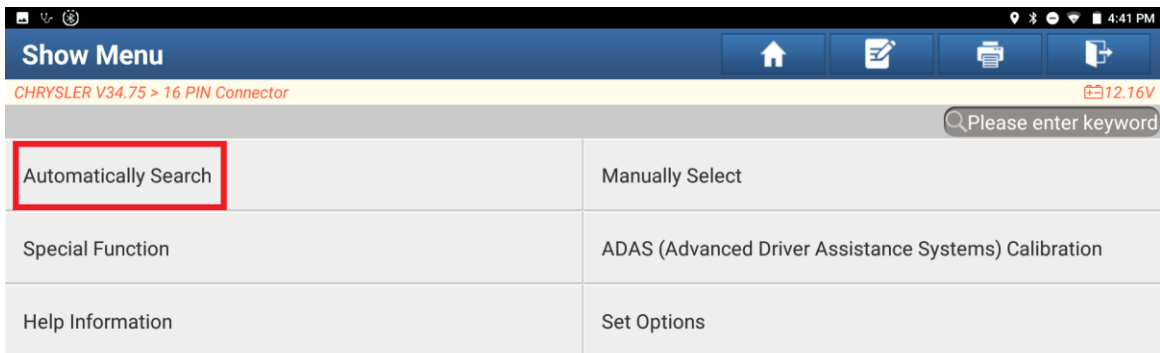 4:41 PM
Show Menu
CHRYSLER V34.75 > 16 PIN Connector
12.16V
Please enter keyword
Automatically Search
Manually Select
Special Function
ADAS (Advanced Driver Assistance Systems) Calibration
Help Information
Set Options